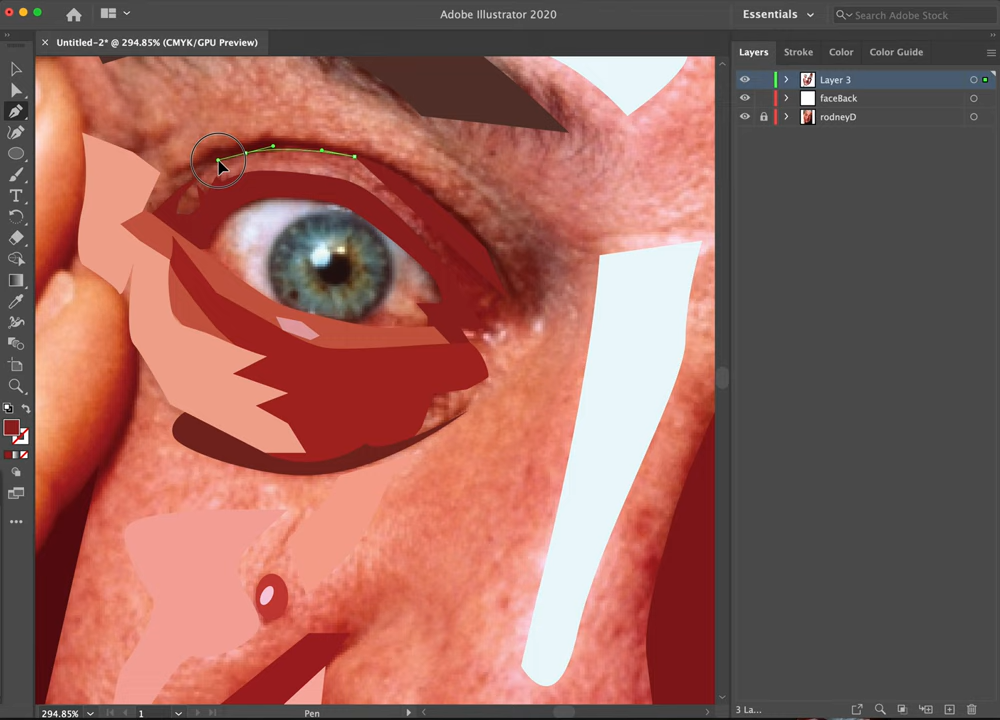 Adobe Illustrator 2020
Essentials
Search Adobe Stock
Untitled-2* @ 294.85% (CMYK/GPU Preview)
Layers Stroke Color Color Guide
Layer 3
faceBack
rodneyD
294.85% 1 Pen
3 La...